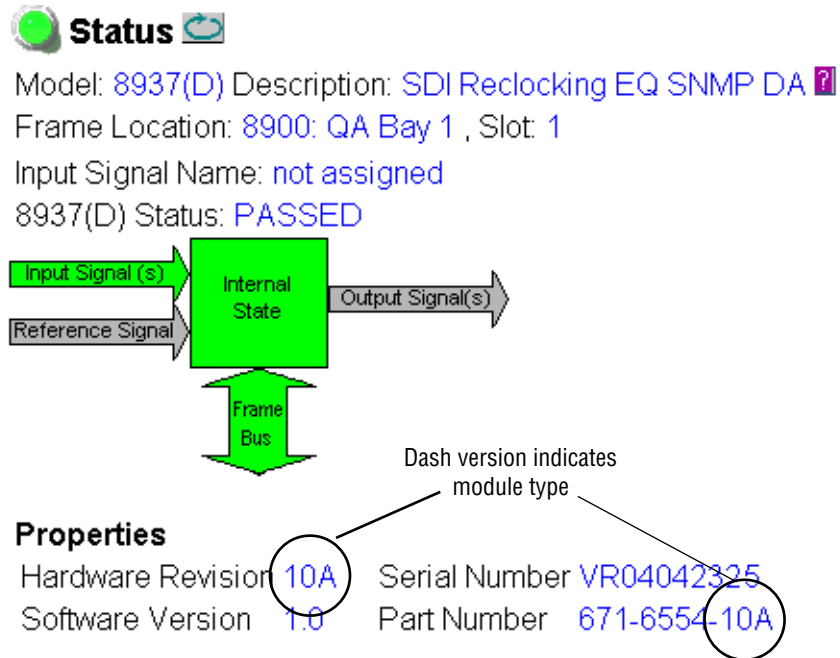 Status
Model: 8937(D) Description: SDI Reclocking EQ SNMP DA ?
Frame Location: 8900: QA Bay 1 , Slot: 1
Input Signal Name: not assigned
8937(D) Status: PASSED
Input Signal (s)
Internal
State
Output Signal(s)
Reference Signal
Frame
Bus
Dash version indicates
module type
Properties
Hardware Revision 10A Serial Number VR04042325
Software Version 1.0 Part Number 671-6554-10A